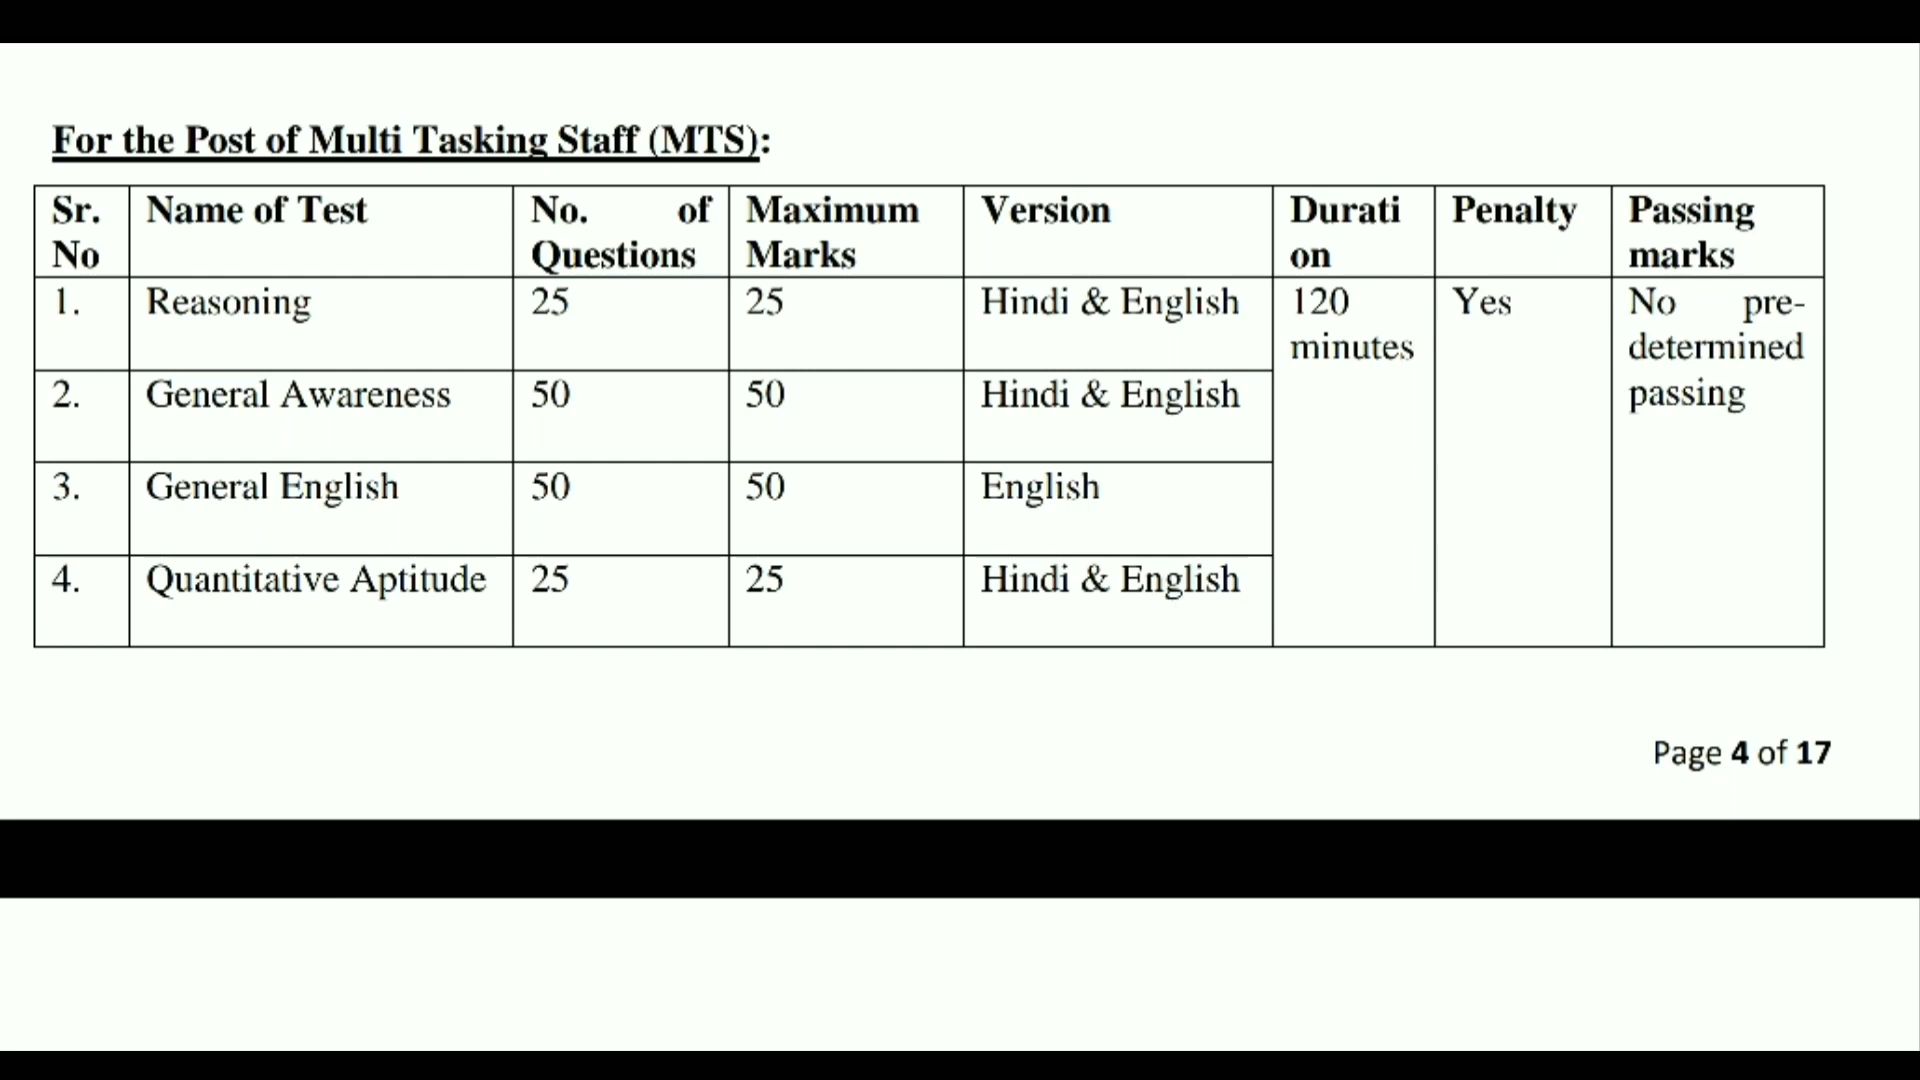 For the Post of Multi Tasking Staff (MTS):
Sr. No | Name of Test | No. of Questions | Maximum Marks | Version | Durati on | Penalty | Passing marks
1. | Reasoning | 25 | 25 | Hindi & English | 120 minutes | Yes | No pre-determined passing
2. | General Awareness | 50 | 50 | Hindi & English
3. | General English | 50 | 50 | English
4. | Quantitative Aptitude | 25 | 25 | Hindi & English
Page 4 of 17